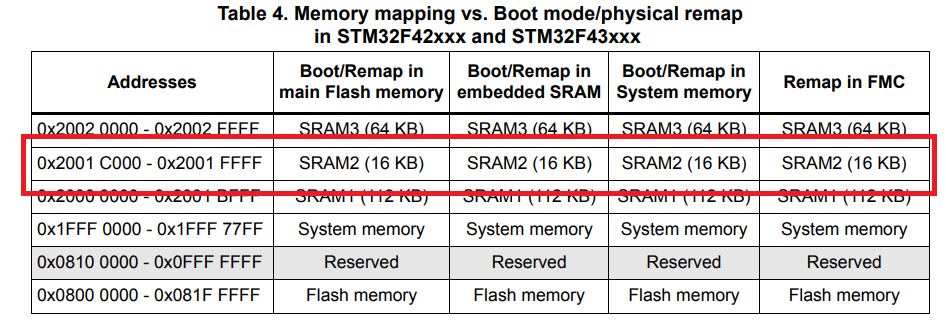 Table 4. Memory mapping vs. Boot mode/physical remap
in STM32F42xxx and STM32F43xxx
Addresses Boot/Remap in main Flash memory Boot/Remap in embedded SRAM Boot/Remap in System memory Remap in FMC
0x2002 0000 - 0x2002 FFFF SRAM3 (64 KB) SRAM3 (64 KB) SRAM3 (64 KB) SRAM3 (64 KB)
0x2001 C000 - 0x2001 FFFF SRAM2 (16 KB) SRAM2 (16 KB) SRAM2 (16 KB) SRAM2 (16 KB)
0x2000 0000 - 0x2001 BFFF SRAM1 (112 KB) SRAM1 (112 KB) SRAM1 (112 KB) SRAM1 (112 KB)
0x1FFF 0000 - 0x1FFF 77FF System memory System memory System memory System memory
0x0810 0000 - 0x0FFF FFFF Reserved Reserved Reserved Reserved
0x0800 0000 - 0x081F FFFF Flash memory Flash memory Flash memory Flash memory